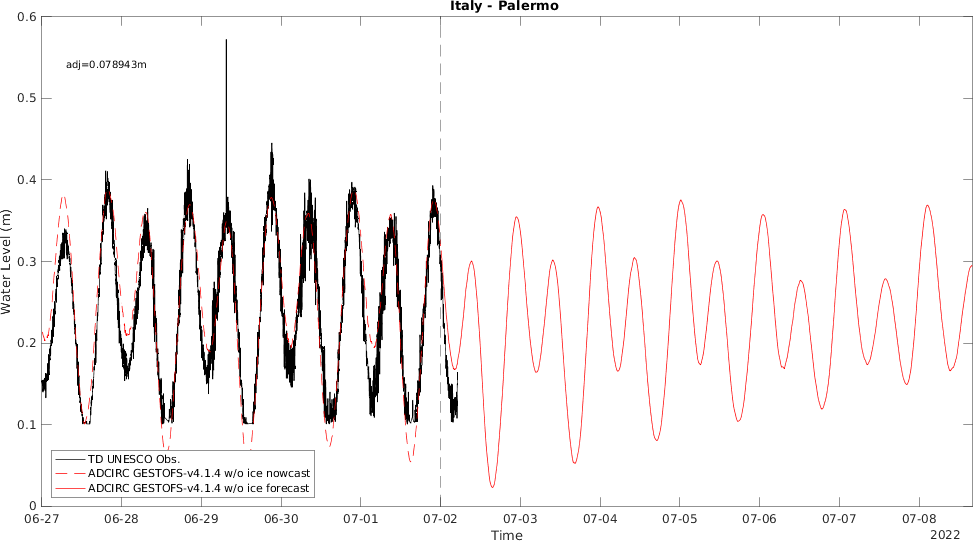 Italy - Palermo
0.6
adj=0.078943m
0.5
0.4
0.3
0.2
0.1
0
Water Level (m)
TD UNESCO Obs.
ADCIRC GESTOFS-v4.1.4 w/o ice nowcast
ADCIRC GESTOFS-v4.1.4 w/o ice forecast
06-27 06-28 06-29 06-30 07-01 07-02 07-03 07-04 07-05 07-06 07-07 07-08
Time
2022